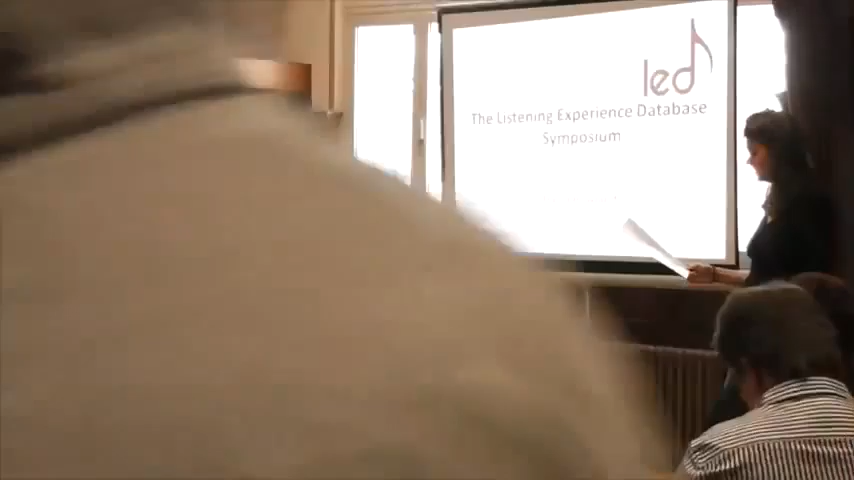 led
The Listening Experience Database
Symposium